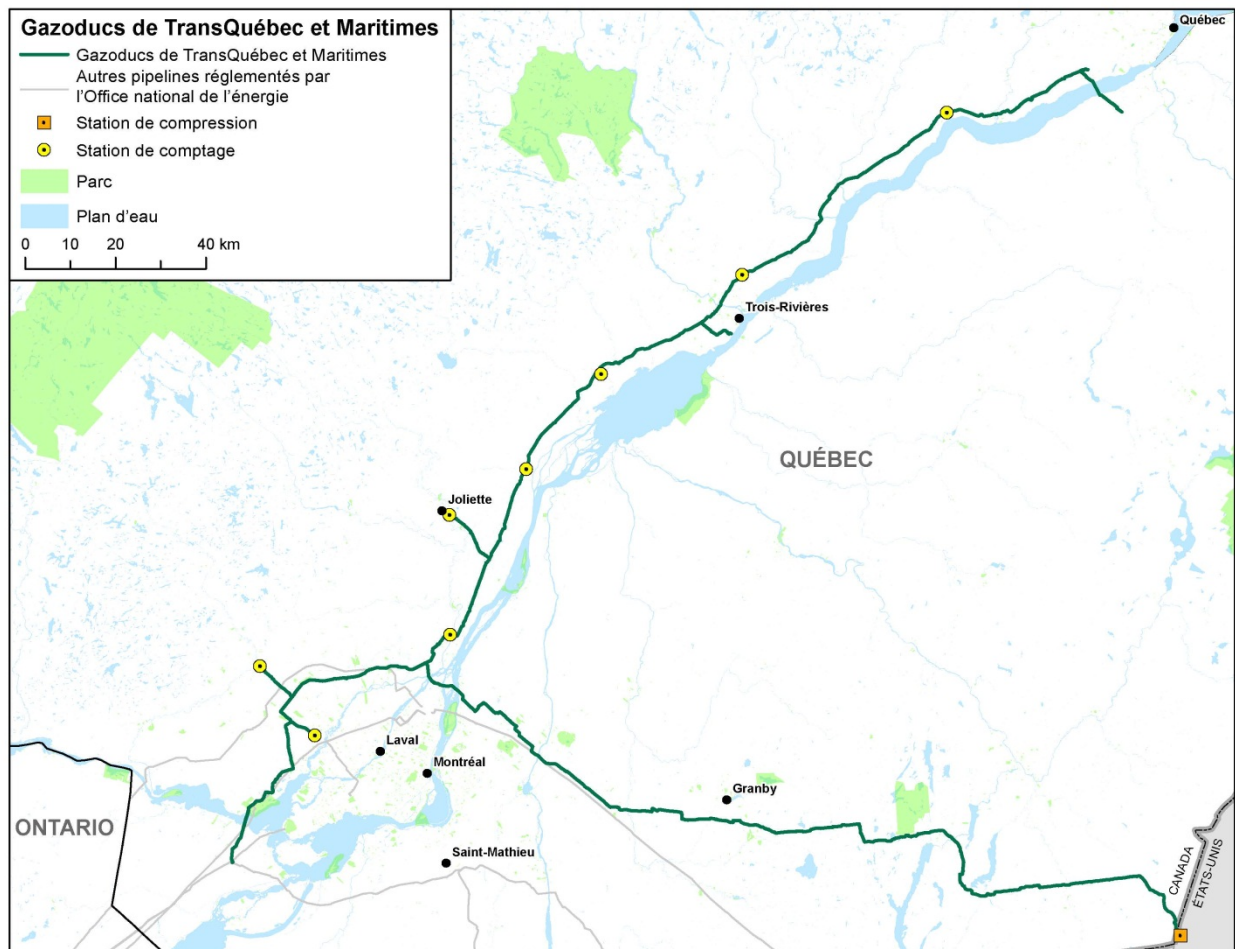 Gazoducs de TransQuébec et Maritimes
Gazoducs de TransQuébec et Maritimes
Autres pipelines réglementés par
l'Office national de l'énergie
Station de compression
Station de comptage
Parc
Plan d'eau
0 10 20 40 km
Québec
Trois-Rivières
QUÉBEC
Joliette
Laval
Montréal
Granby
ONTARIO
Saint-Mathieu
CANADA
ÉTATS-UNIS